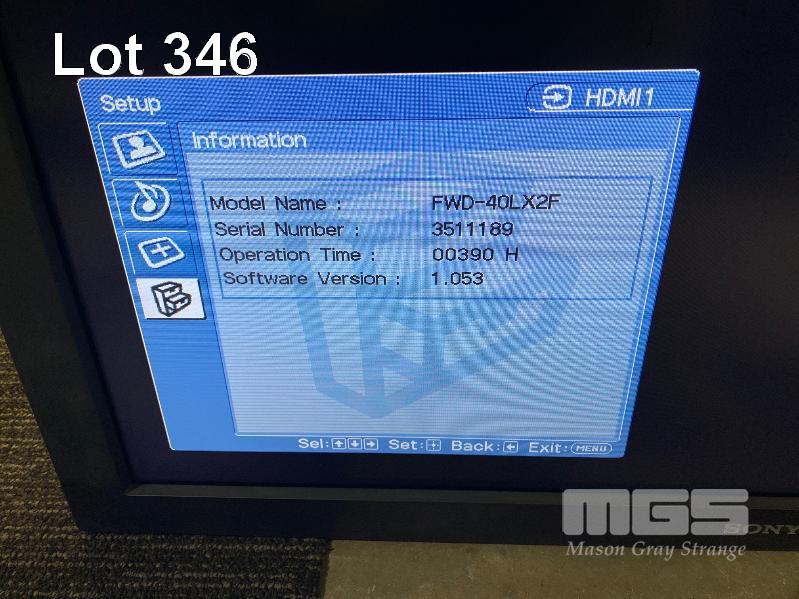 Lot 346
Setup
HDMI1
Information
Model Name : FWD-40LX2F
Serial Number : 3511189
Operation Time : 00390 H
Software Version : 1.053
Sel: Set: Back: Exit: MENU
MGS
SONY
Mason Gray Strange